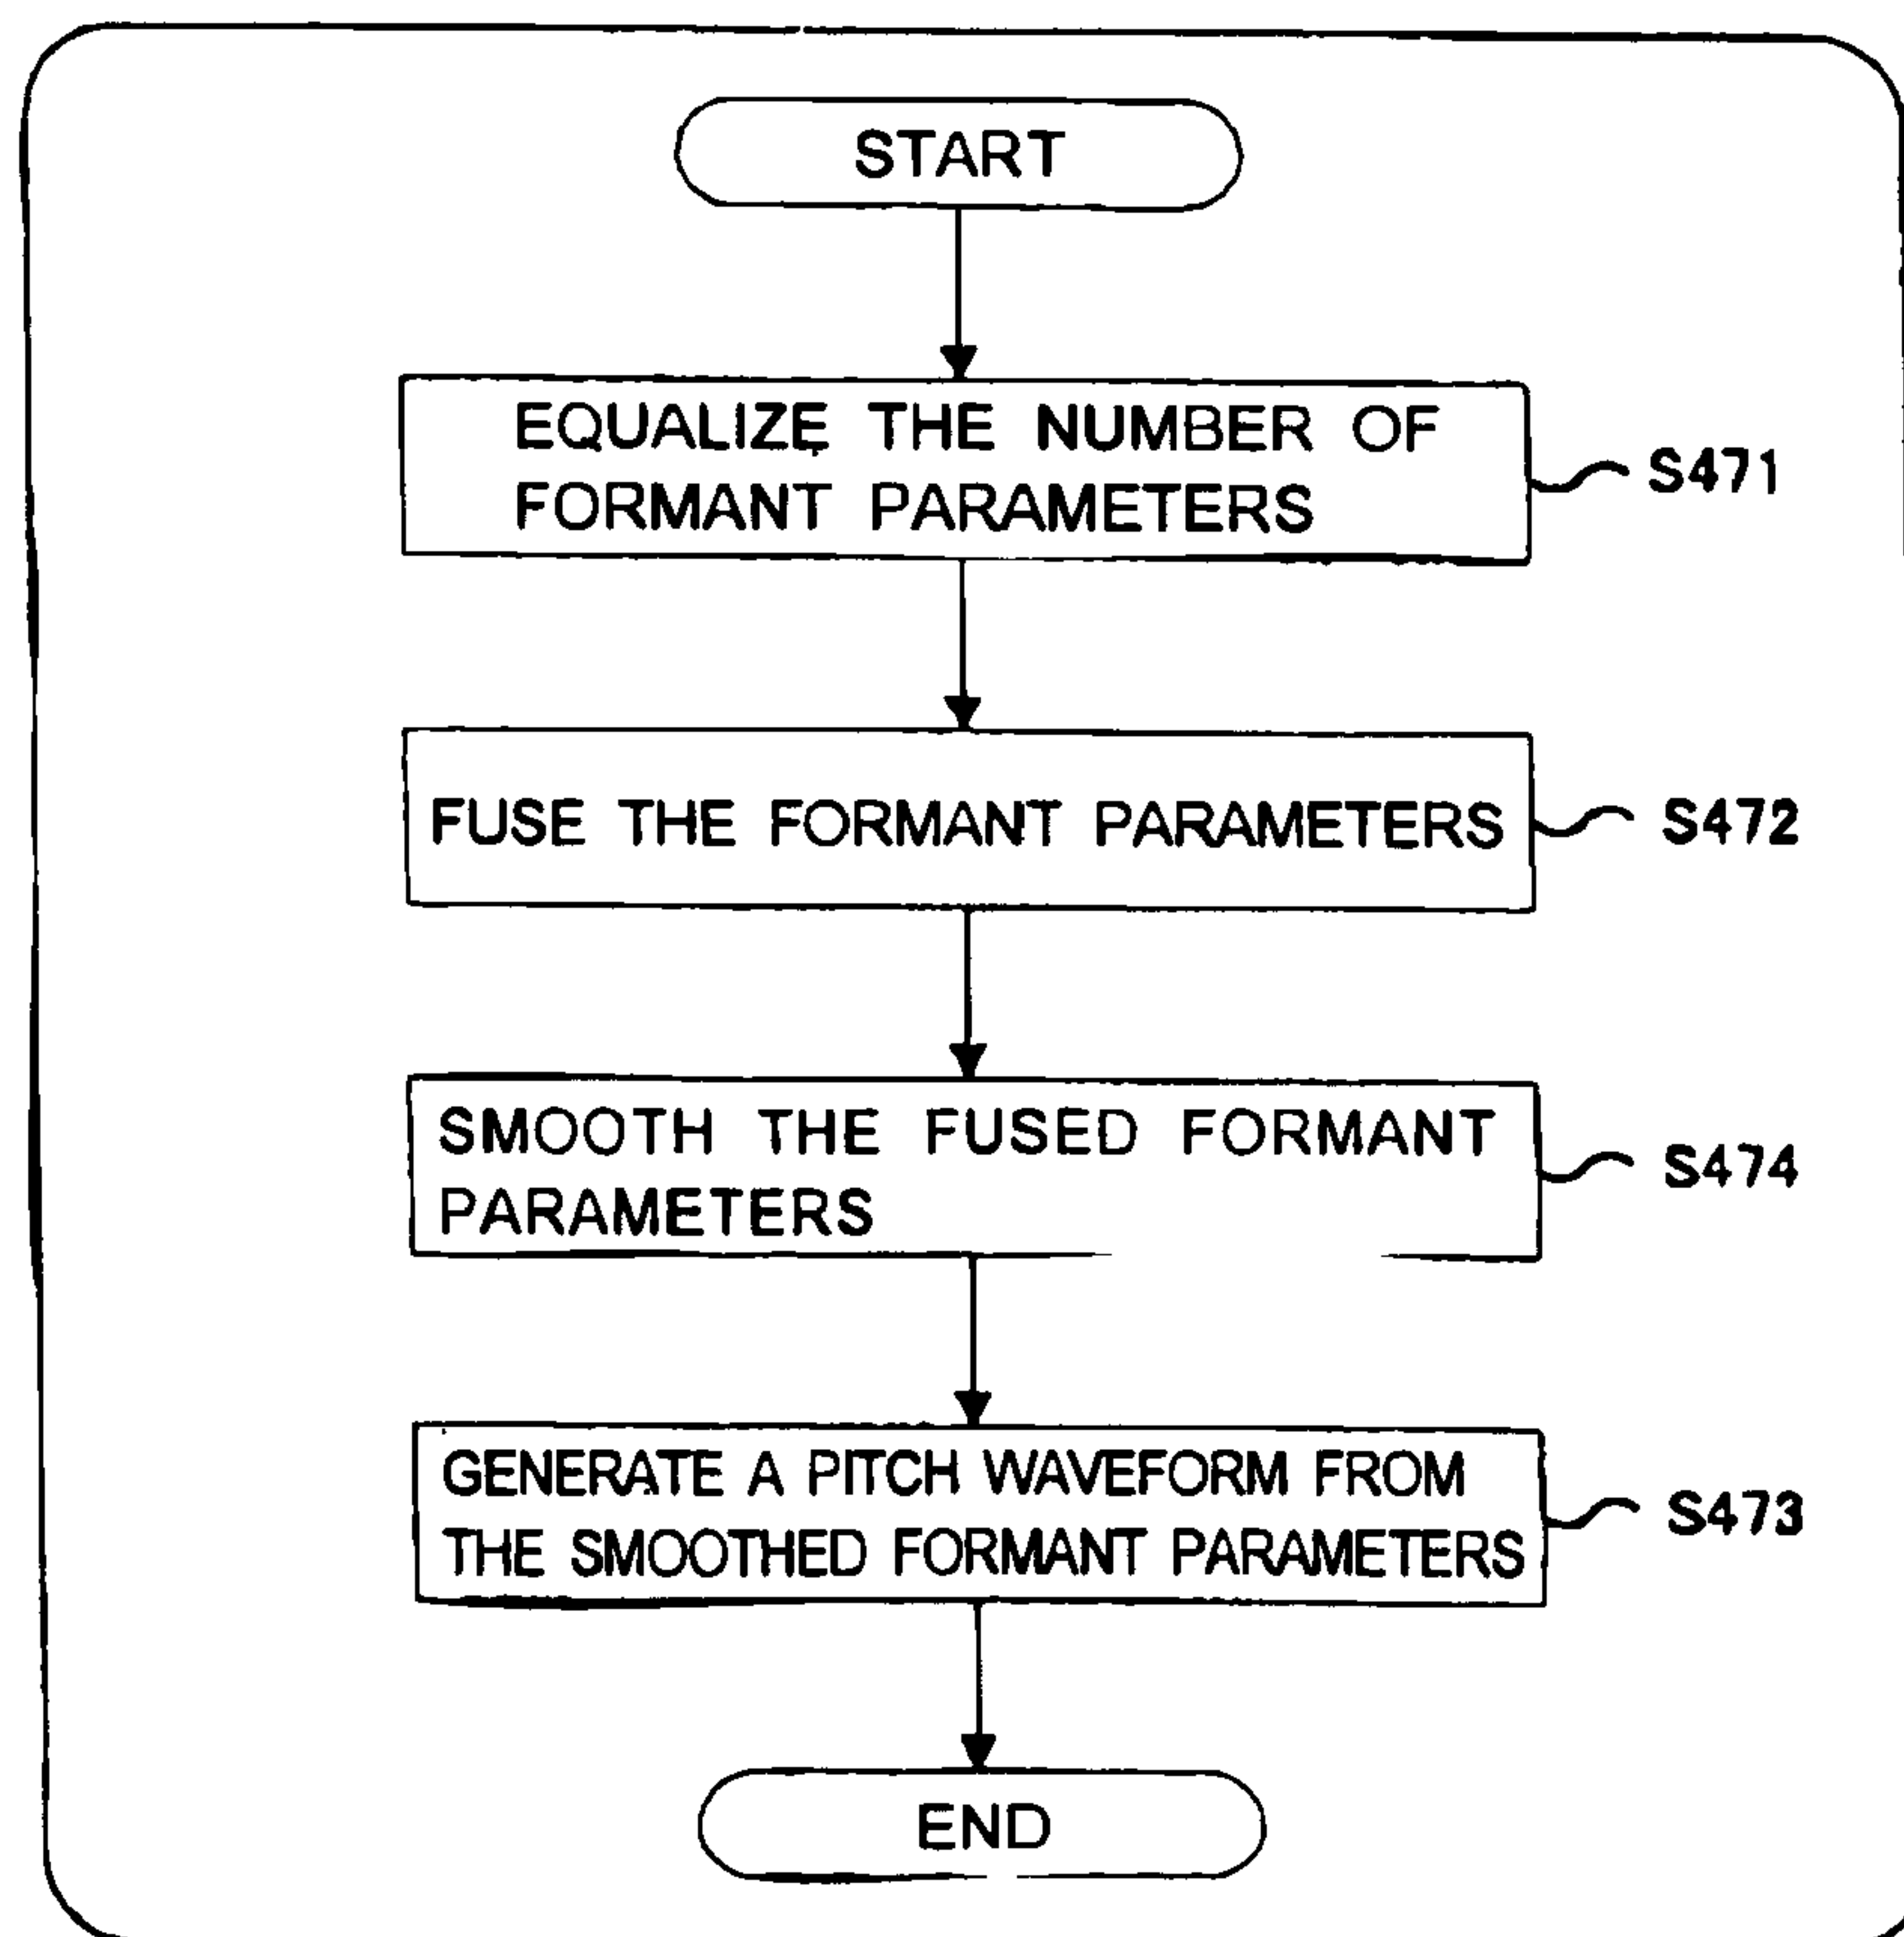 START
EQUALIZE THE NUMBER OF
FORMANT PARAMETERS
S471
FUSE THE FORMANT PARAMETERS
S472
SMOOTH THE FUSED FORMANT
PARAMETERS
S474
GENERATE A PITCH WAVEFORM FROM
THE SMOOTHED FORMANT PARAMETERS
S473
END